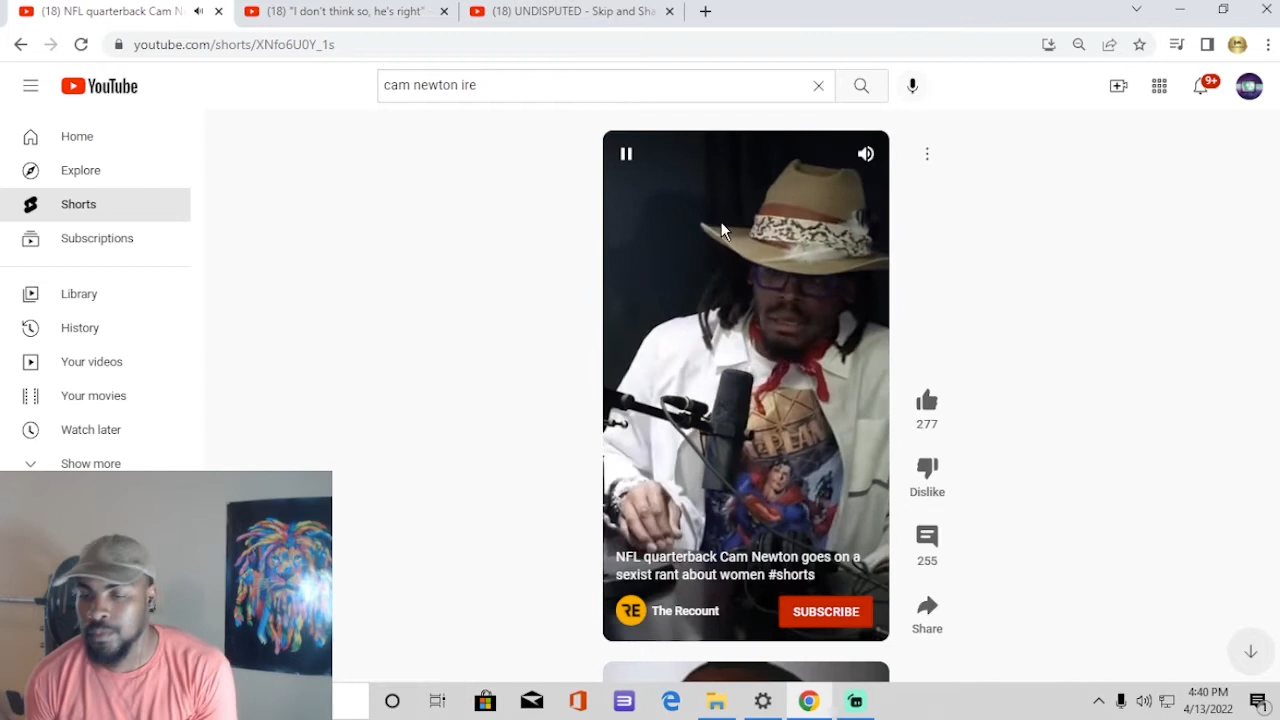 (18) NFL quarterback Cam N
(18) "I don't think so, he's right"
(18) UNDISPUTED - Skip and Sha
youtube.com/shorts/XNfo6U0Y_1s
YouTube
cam newton ire
9+
Home
Explore
Shorts
Subscriptions
Library
History
Your videos
Your movies
Watch later
Show more
277
Dislike
255
Share
NFL quarterback Cam Newton goes on a
sexist rant about women #shorts
RE The Recount
SUBSCRIBE
4:40 PM
4/13/2022